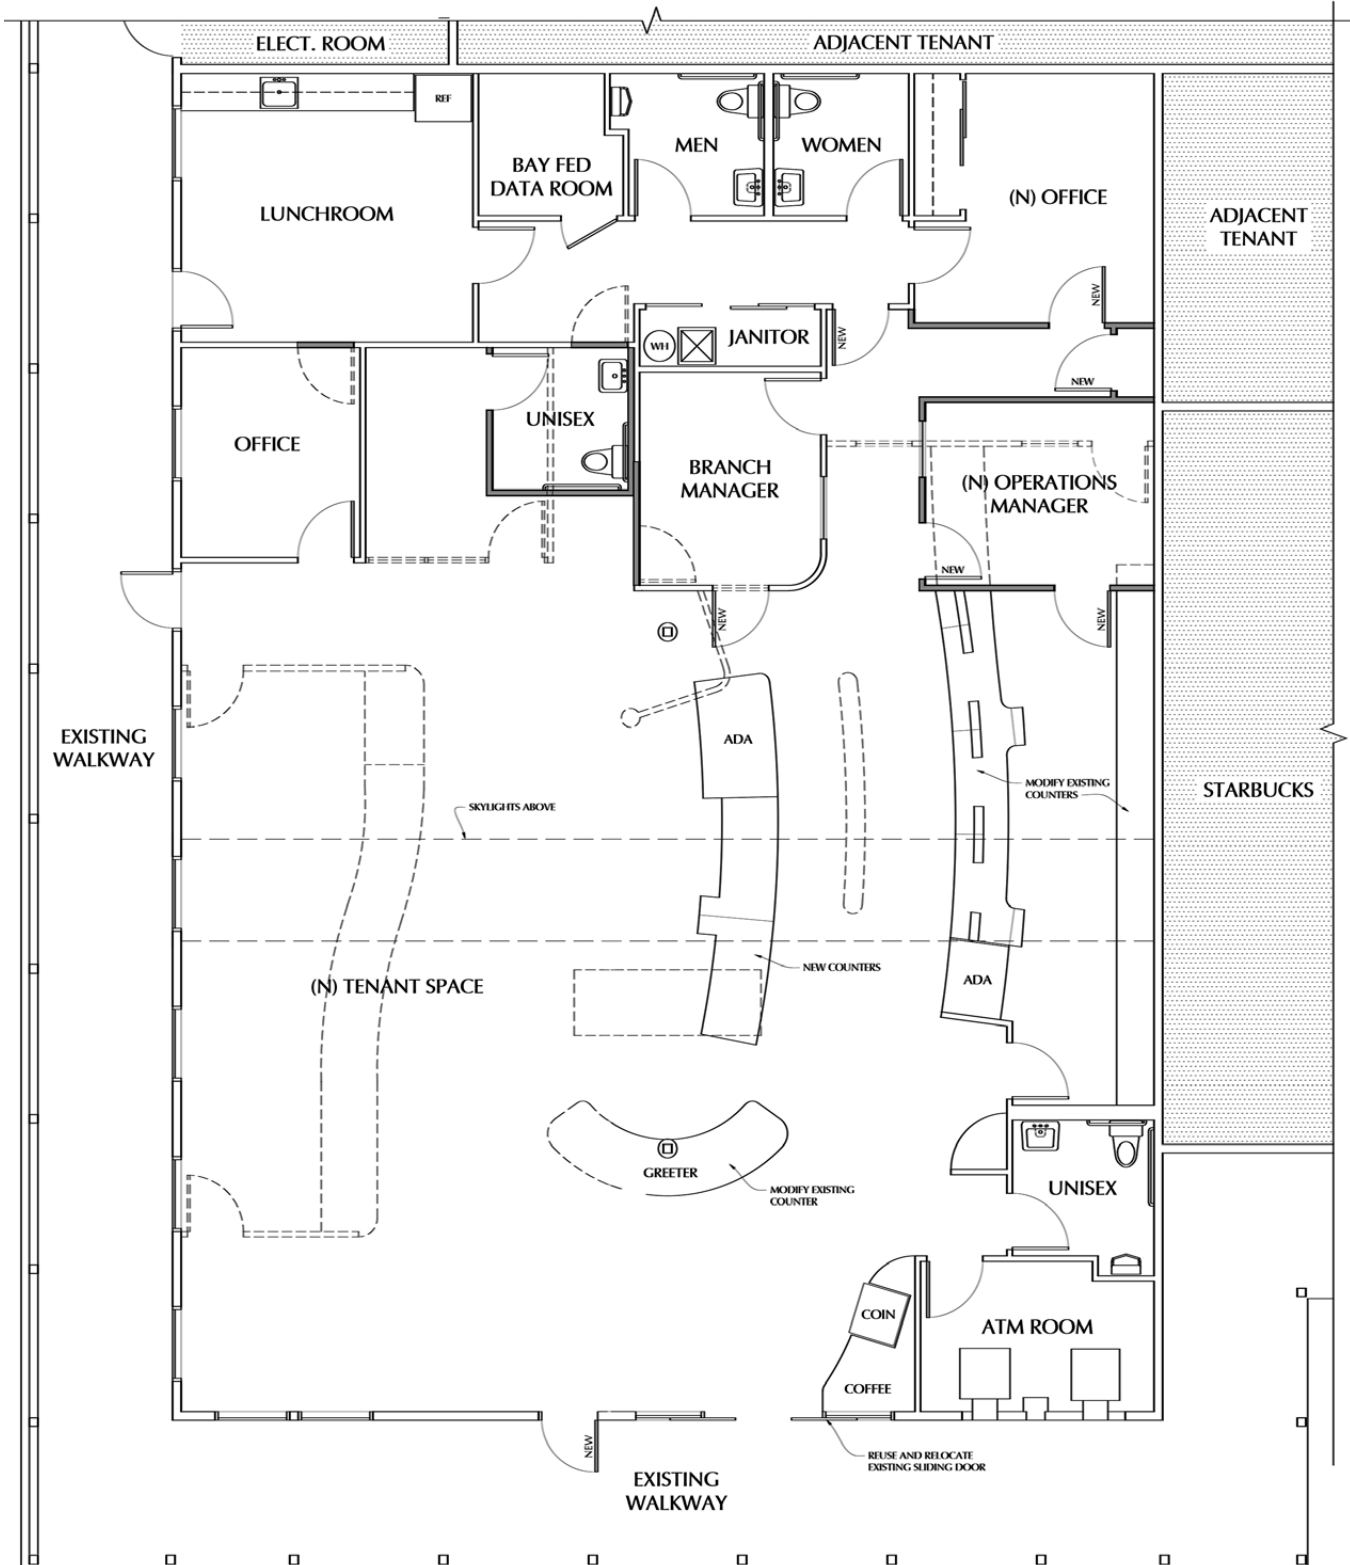 ELECT. ROOM
ADJACENT TENANT
REF
MEN
WOMEN
BAY FED
DATA ROOM
(N) OFFICE
LUNCHROOM
ADJACENT
TENANT
NEW
WH
JANITOR
NEW
NEW
UNISEX
OFFICE
BRANCH
MANAGER
(N) OPERATIONS
MANAGER
NEW
NEW
NEW
EXISTING
WALKWAY
ADA
MODIFY EXISTING
COUNTERS
STARBUCKS
SKYLIGHTS ABOVE
NEW COUNTERS
ADA
(N) TENANT SPACE
GREETER
MODIFY EXISTING
COUNTER
UNISEX
COIN
ATM ROOM
COFFEE
NEW
REUSE AND RELOCATE
EXISTING SLIDING DOOR
EXISTING
WALKWAY